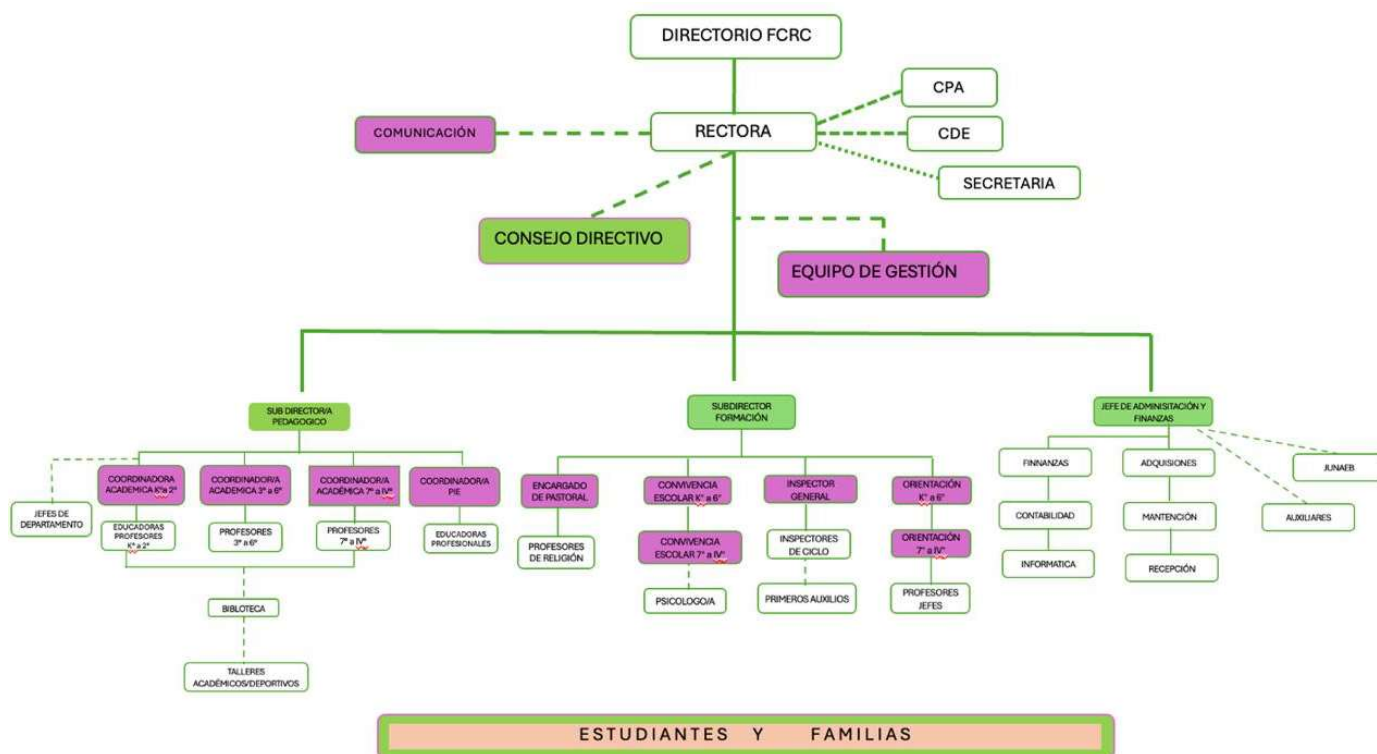 DIRECTORIO FCRC
CPA
COMUNICACIÓN
RECTORA
CDE
SECRETARIA
CONSEJO DIRECTIVO
EQUIPO DE GESTIÓN
SUB DIRECTOR/A
PEDAGOGICO
SUBDIRECTOR
FORMACIÓN
JEFE DE ADMINISITACIÓN Y
FINANZAS
JEFES DE
DEPARTAMENTO
COORDINADORA
ACADEMICA K° a 2°
EDUCADORAS
PROFESORES
K° a 2°
COORDINADOR/A
ACADEMICA 3° a 6°
PROFESORES
3° a 6°
COORDINADOR/A
ACADÉMICA 7° a IV°
PROFESORES
7° a IV°
COORDINADOR/A
PIE
EDUCADORAS
PROFESIONALES
BIBLOTECA
TALLERES
ACADÉMICOS/DEPORTIVOS
ENCARGADO
DE PASTORAL
PROFESORES
DE RELIGIÓN
CONVIVENCIA
ESCOLAR K° a 6°
CONVIVENCIA
ESCOLAR 7° a IV°
PSICOLOGO/A
INSPECTOR
GENERAL
INSPECTORES
DE CICLO
PRIMEROS AUXILIOS
ORIENTACIÓN
K° a 6°
ORIENTACIÓN
7° a IV°
PROFESORES
JEFES
FINNANZAS
CONTABILIDAD
INFORMATICA
ADQUISIONES
MANTENCIÓN
RECEPCIÓN
JUNAEB
AUXILIARES
ESTUDIANTES Y FAMILIAS